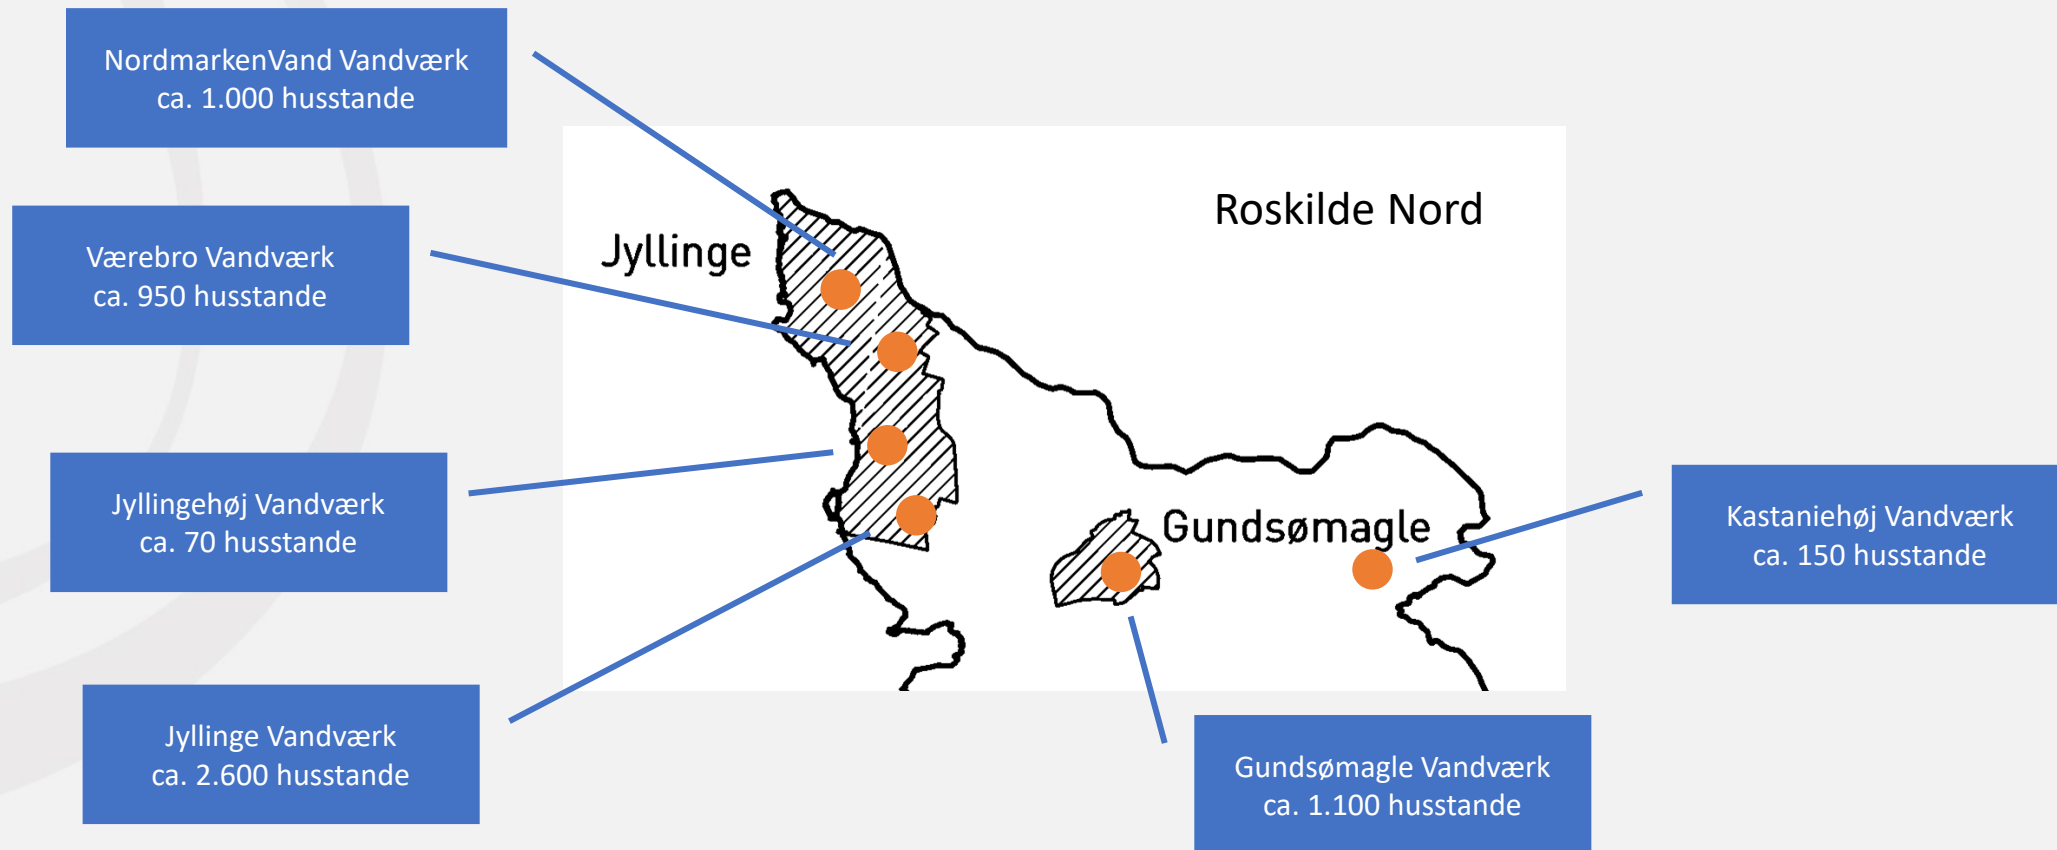 NordmarkenVand Vandværk
ca. 1.000 husstande
Roskilde Nord
Jyllinge
Værebro Vandværk
ca. 950 husstande
Jyllingehøj Vandværk
ca. 70 husstande
Gundsømagle
Kastaniehøj Vandværk
ca. 150 husstande
Jyllinge Vandværk
ca. 2.600 husstande
Gundsømagle Vandværk
ca. 1.100 husstande